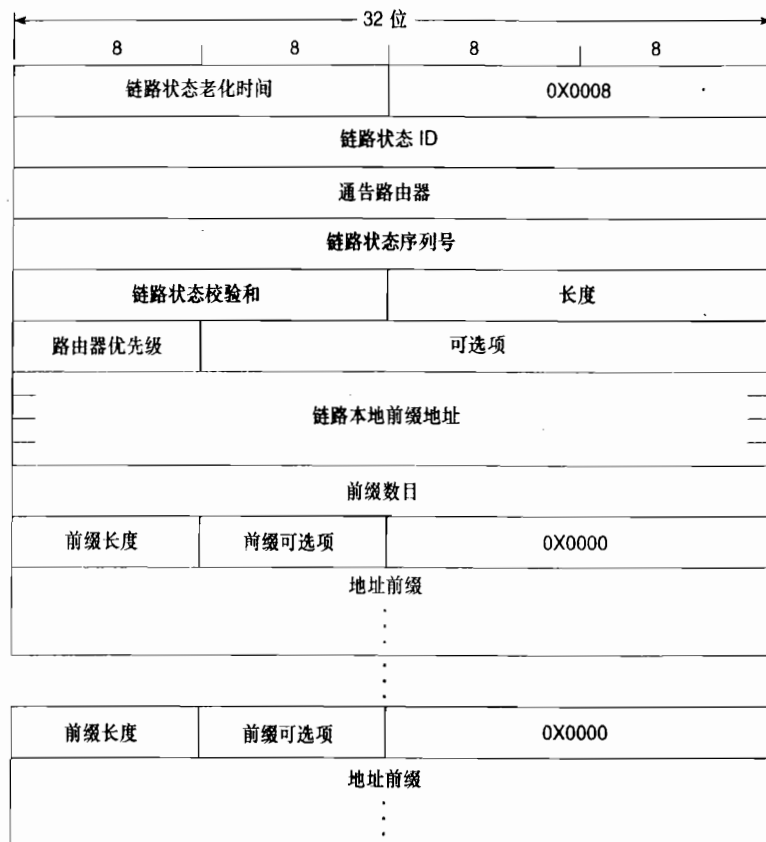 32 位
8 8 8 8
链路状态老化时间 0X0008
链路状态 ID
通告路由器
链路状态序列号
链路状态校验和 长度
路由器优先级 可选项
链路本地前缀地址
前缀数目
前缀长度 前缀可选项 0X0000
地址前缀
前缀长度 前缀可选项 0X0000
地址前缀